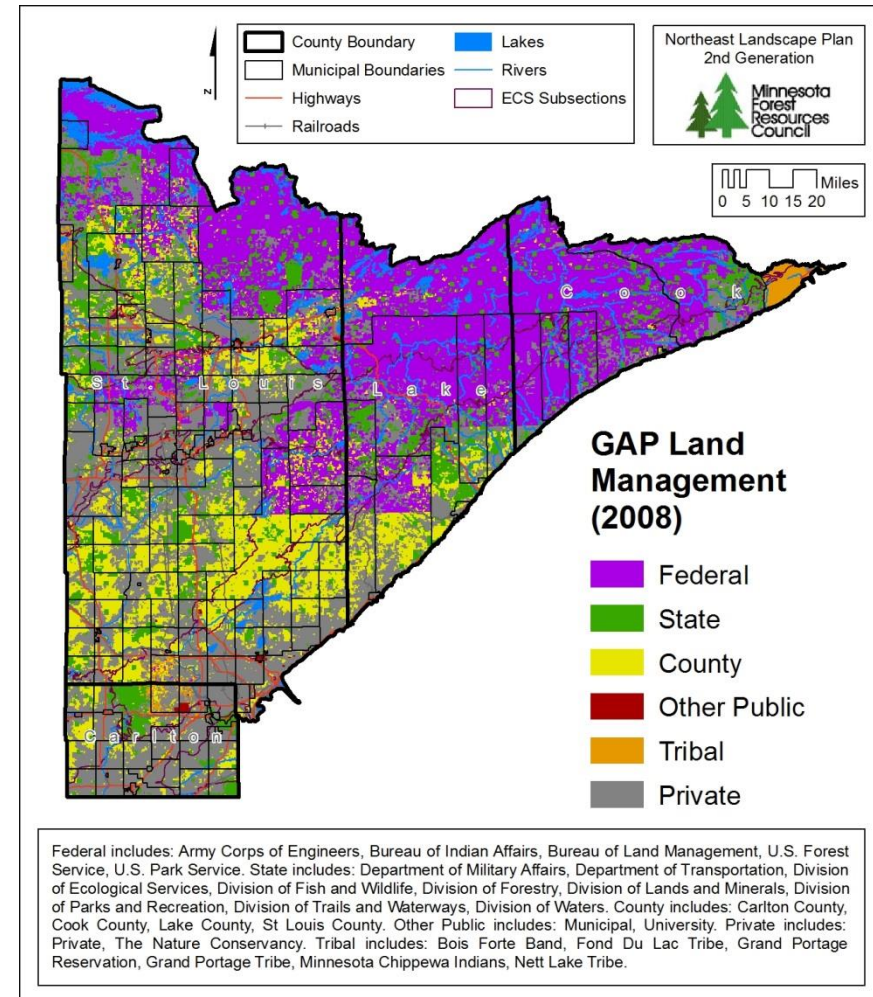 County Boundary
Municipal Boundaries
Highways
Railroads
Lakes
Rivers
ECS Subsections
N
Northeast Landscape Plan
2nd Generation
Minnesota
Forest
Resources
Council
Miles
0 5 10 15 20
Cook
St. Louis
Lake
Carlton
GAP Land
Management
(2008)
Federal
State
County
Other Public
Tribal
Private
Federal includes: Army Corps of Engineers, Bureau of Indian Affairs, Bureau of Land Management, U.S. Forest
Service, U.S. Park Service. State includes: Department of Military Affairs, Department of Transportation, Division
of Ecological Services, Division of Fish and Wildlife, Division of Forestry, Division of Lands and Minerals, Division
of Parks and Recreation, Division of Trails and Waterways, Division of Waters. County includes: Carlton County,
Cook County, Lake County, St Louis County. Other Public includes: Municipal, University. Private includes:
Private, The Nature Conservancy. Tribal includes: Bois Forte Band, Fond Du Lac Tribe, Grand Portage
Reservation, Grand Portage Tribe, Minnesota Chippewa Indians, Nett Lake Tribe.